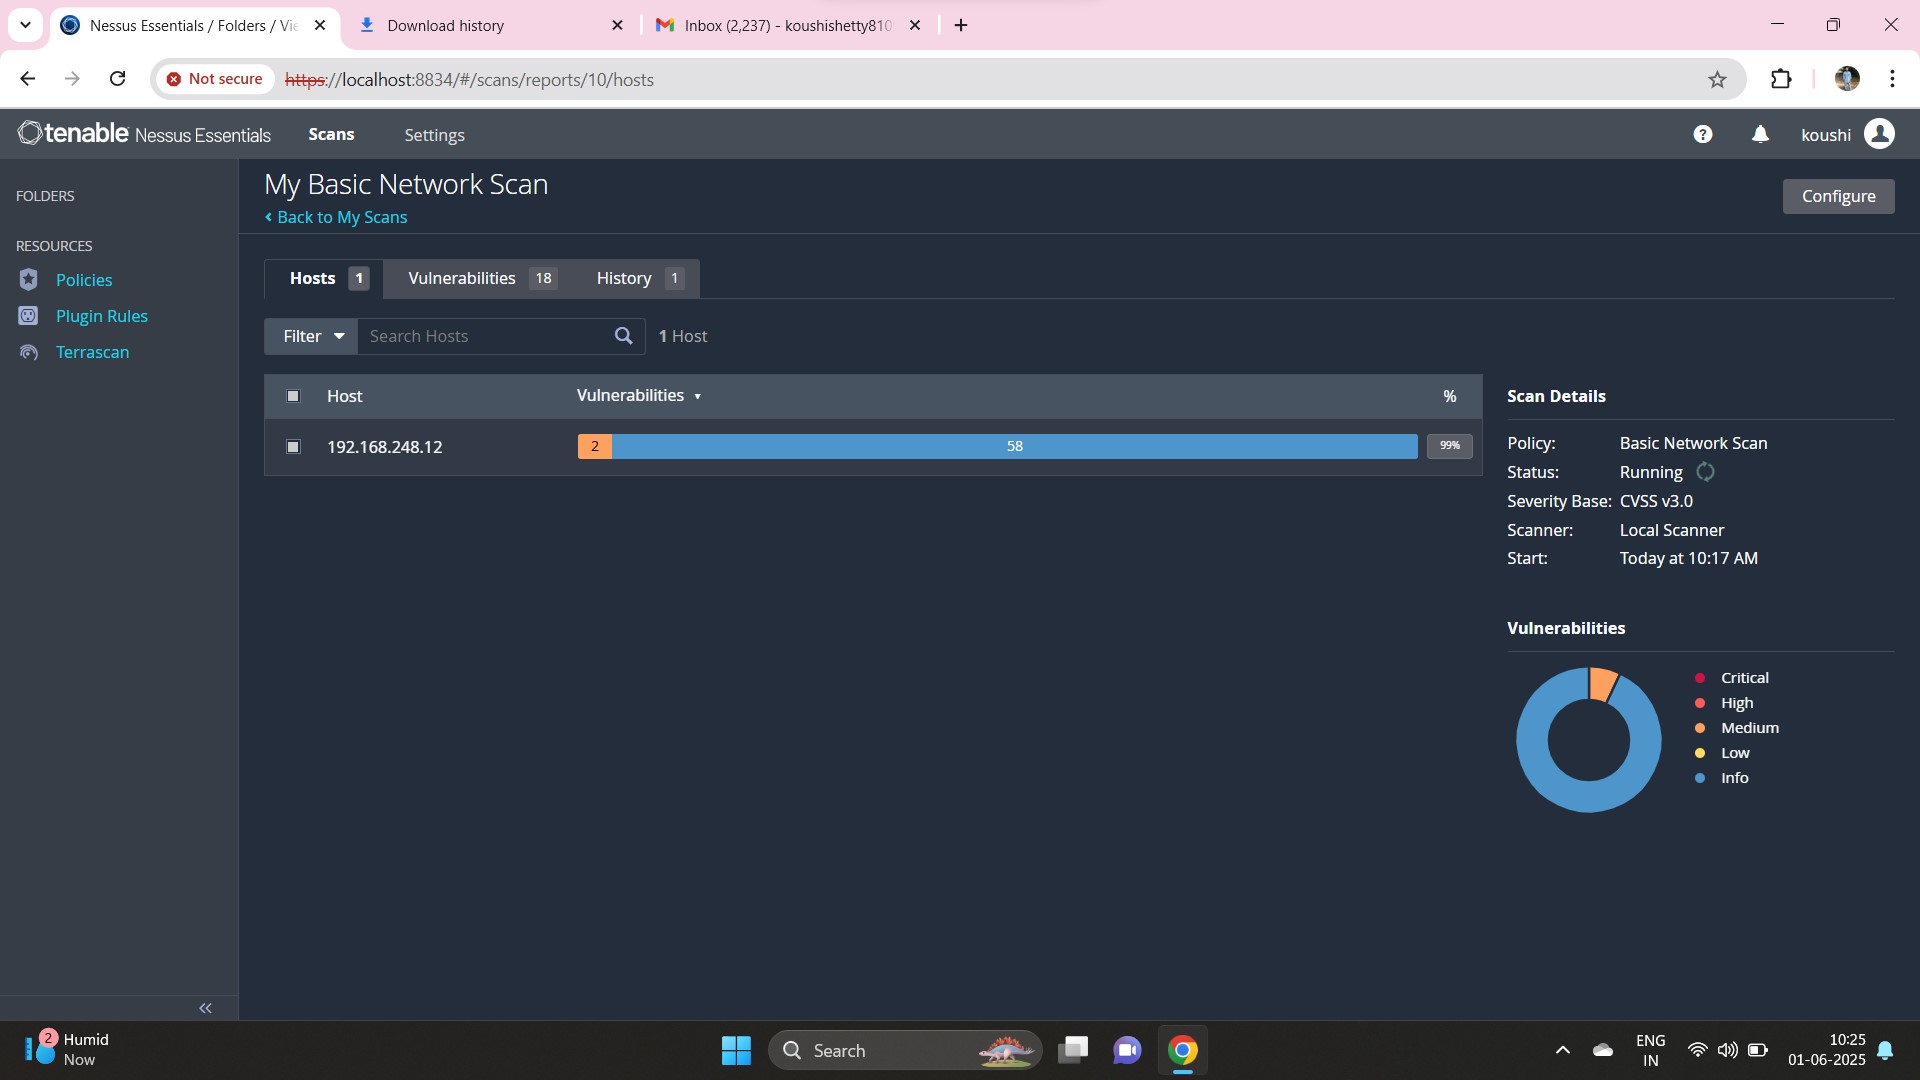 Nessus Essentials / Folders / Vie
Download history
Inbox (2,237) - koushishetty810
Not secure
https://localhost:8834/#/scans/reports/10/hosts
tenable Nessus Essentials
Scans
Settings
koushi
FOLDERS
RESOURCES
Policies
Plugin Rules
Terrascan
My Basic Network Scan
Back to My Scans
Configure
Hosts 1
Vulnerabilities 18
History 1
Filter
Search Hosts
1 Host
Host
Vulnerabilities
%
192.168.248.12
2
58
99%
Scan Details
Policy: Basic Network Scan
Status: Running
Severity Base: CVSS v3.0
Scanner: Local Scanner
Start: Today at 10:17 AM
Vulnerabilities
Critical
High
Medium
Low
Info
2
Humid
Now
Search
ENG
IN
10:25
01-06-2025